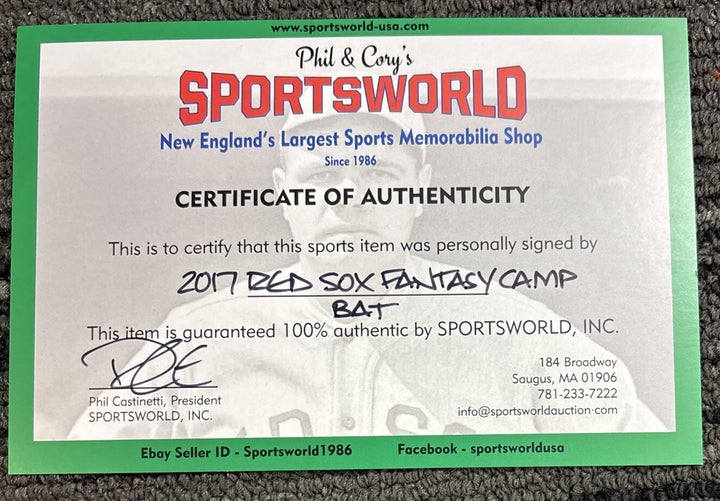 www.sportsworld-usa.com
Phil & Cory's
SPORTSWORLD
New England's Largest Sports Memorabilia Shop
Since 1986
CERTIFICATE OF AUTHENTICITY
This is to certify that this sports item was personally signed by
2017 RED SOX FANTASY CAMP
BAT
This item is guaranteed 100% authentic by SPORTSWORLD, INC.
Phil Castinetti, President
SPORTSWORLD, INC.
184 Broadway
Saugus, MA 01906
781-233-7222
info@sportsworldauction.com
Ebay Seller ID - Sportsworld1986
Facebook - sportsworldusa